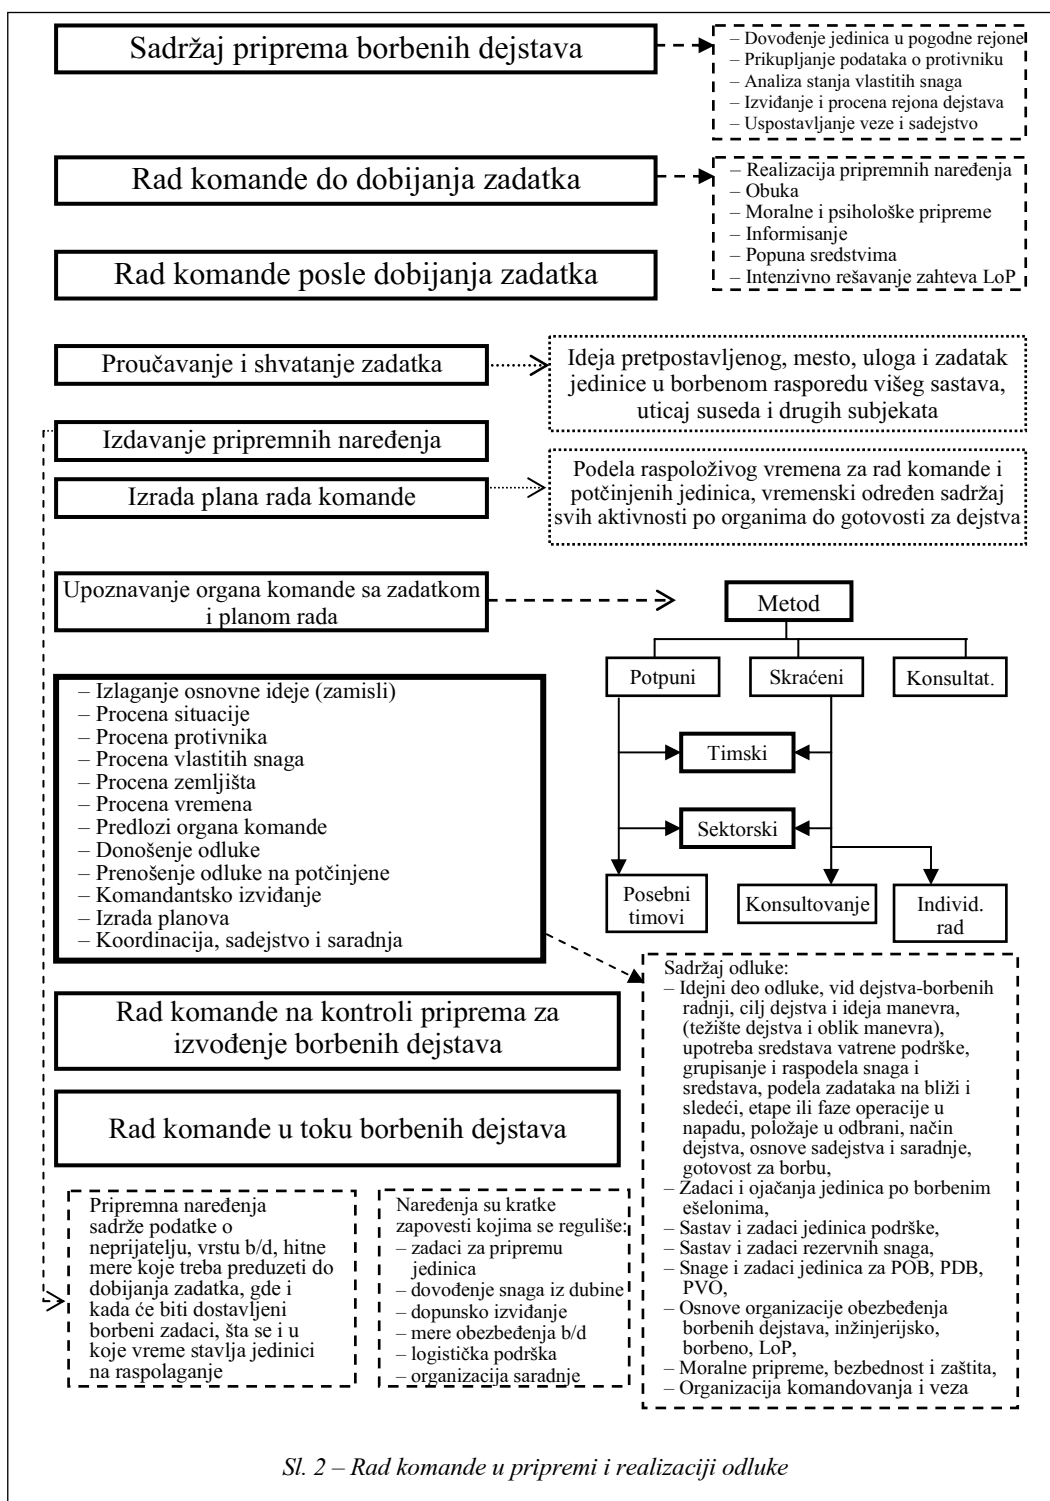 Sadržaj priprema borbenih dejstava
– Dovođenje jedinica u pogodne rejone
– Prikupljanje podataka o protivniku
– Analiza stanja vlastitih snaga
– Izviđanje i procena rejona dejstava
– Uspostavljanje veze i sadejstvo
Rad komande do dobijanja zadatka
– Realizacija pripremnih naređenja
– Obuka
– Moralne i psihološke pripreme
– Informisanje
– Popuna sredstvima
– Intenzivno rešavanje zahteva LoP
Rad komande posle dobijanja zadatka
Proučavanje i shvatanje zadatka
Ideja pretpostavljenog, mesto, uloga i zadatak
jedinice u borbenom rasporedu višeg sastava,
uticaj suseda i drugih subjekata
Izdavanje pripremnih naređenja
Izrada plana rada komande
Podela raspoloživog vremena za rad komande i
potčinjenih jedinica, vremenski određen sadržaj
svih aktivnosti po organima do gotovosti za dejstva
Upoznavanje organa komande sa zadatkom
i planom rada
Metod
Potpuni
Skraćeni
Konsultat.
Timski
Sektorski
Posebni
timovi
Konsultovanje
Individ.
rad
– Izlaganje osnovne ideje (zamisli)
– Procena situacije
– Procena protivnika
– Procena vlastitih snaga
– Procena zemljišta
– Procena vremena
– Predlozi organa komande
– Donošenje odluke
– Prenošenje odluke na potčinjene
– Komandantsko izviđanje
– Izrada planova
– Koordinacija, sadejstvo i saradnja
Rad komande na kontroli priprema za
izvođenje borbenih dejstava
Rad komande u toku borbenih dejstava
Sadržaj odluke:
– Idejni deo odluke, vid dejstva-borbenih
radnji, cilj dejstva i ideja manevra,
(težište dejstva i oblik manevra),
upotreba sredstava vatrene podrške,
grupisanje i raspodela snaga i
sredstava, podela zadataka na bliži i
sledeći, etape ili faze operacije u
napadu, položaje u odbrani, način
dejstva, osnove sadejstva i saradnje,
gotovost za borbu,
– Zadaci i ojačanja jedinica po borbenim
ešelonima,
– Sastav i zadaci jedinica podrške,
– Sastav i zadaci rezervnih snaga,
– Snage i zadaci jedinica za POB, PDB,
PVO,
– Osnove organizacije obezbeđenja
borbenih dejstava, inžinjerijsko,
borbeno, LoP,
– Moralne pripreme, bezbednost i zaštita,
– Organizacija komandovanja i veza
Pripremna naređenja
sadrže podatke o
neprijatelju, vrstu b/d, hitne
mere koje treba preduzeti do
dobijanja zadatka, gde i
kada će biti dostavljeni
borbeni zadaci, šta se i u
koje vreme stavlja jedinici
na raspolaganje
Naređenja su kratke
zapovesti kojima se reguliše:
– zadaci za pripremu
jedinica
– dovođenje snaga iz dubine
– dopunsko izviđanje
– mere obezbeđenja b/d
– logistička podrška
– organizacija saradnje
Sl. 2 – Rad komande u pripremi i realizaciji odluke